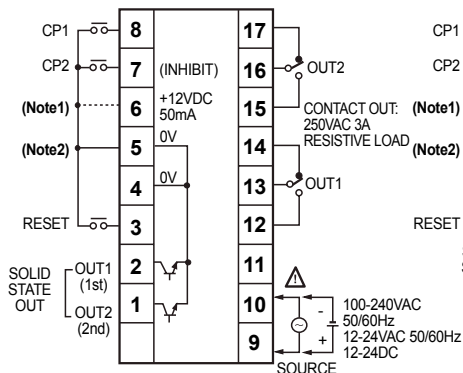 CP1 8
CP2 7 (INHIBIT)
(Note1) 6 +12VDC
50mA
(Note2) 5 0V
4 0V
RESET 3
SOLID
STATE
OUT
OUT1
(1st)
2
OUT2
(2nd)
1
17
16 OUT2
15 CONTACT OUT:
250VAC 3A
RESISTIVE LOAD
14
13 OUT1
12
11
10
9
100-240VAC
50/60Hz
12-24VAC 50/60Hz
12-24DC
- 
+
SOURCE
CP1
CP2
(Note1)
(Note2)
RESET